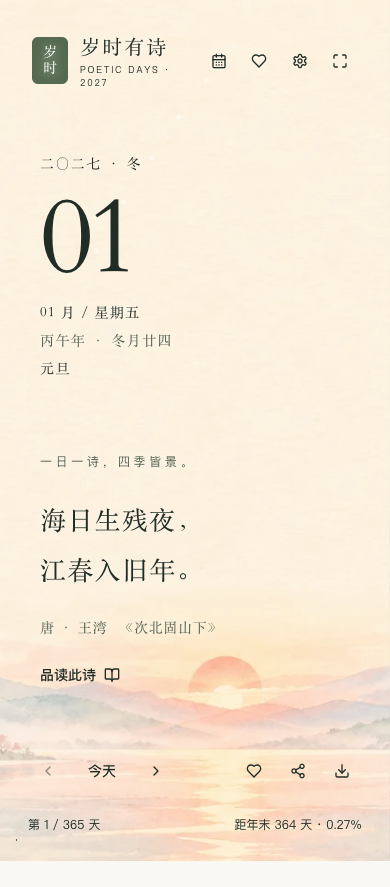 岁时
岁时有诗
POETIC DAYS ·
2027
二〇二七 · 冬
01
01 月 / 星期五
丙午年 · 冬月廿四
元旦
一日一诗，四季皆景。
海日生残夜，
江春入旧年。
唐 · 王湾 《次北固山下》
品读此诗
今天
第 1 / 365 天
距年末 364 天 · 0.27%